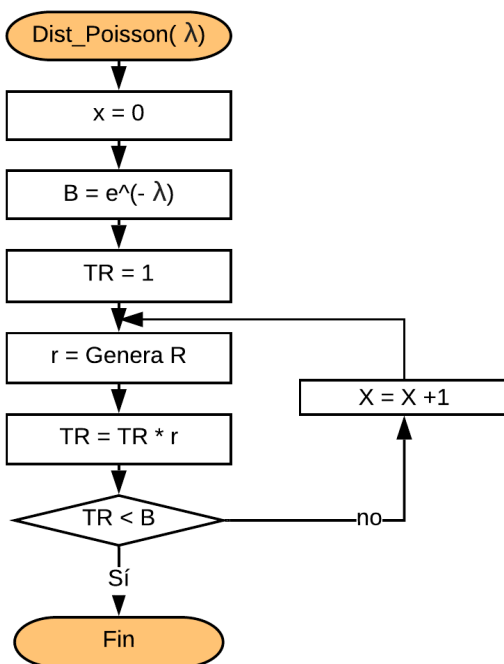 Dist_Poisson( λ)
x = 0
B = e^(- λ)
TR = 1
r = Genera R
X = X +1
TR = TR * r
TR < B
no
Sí
Fin